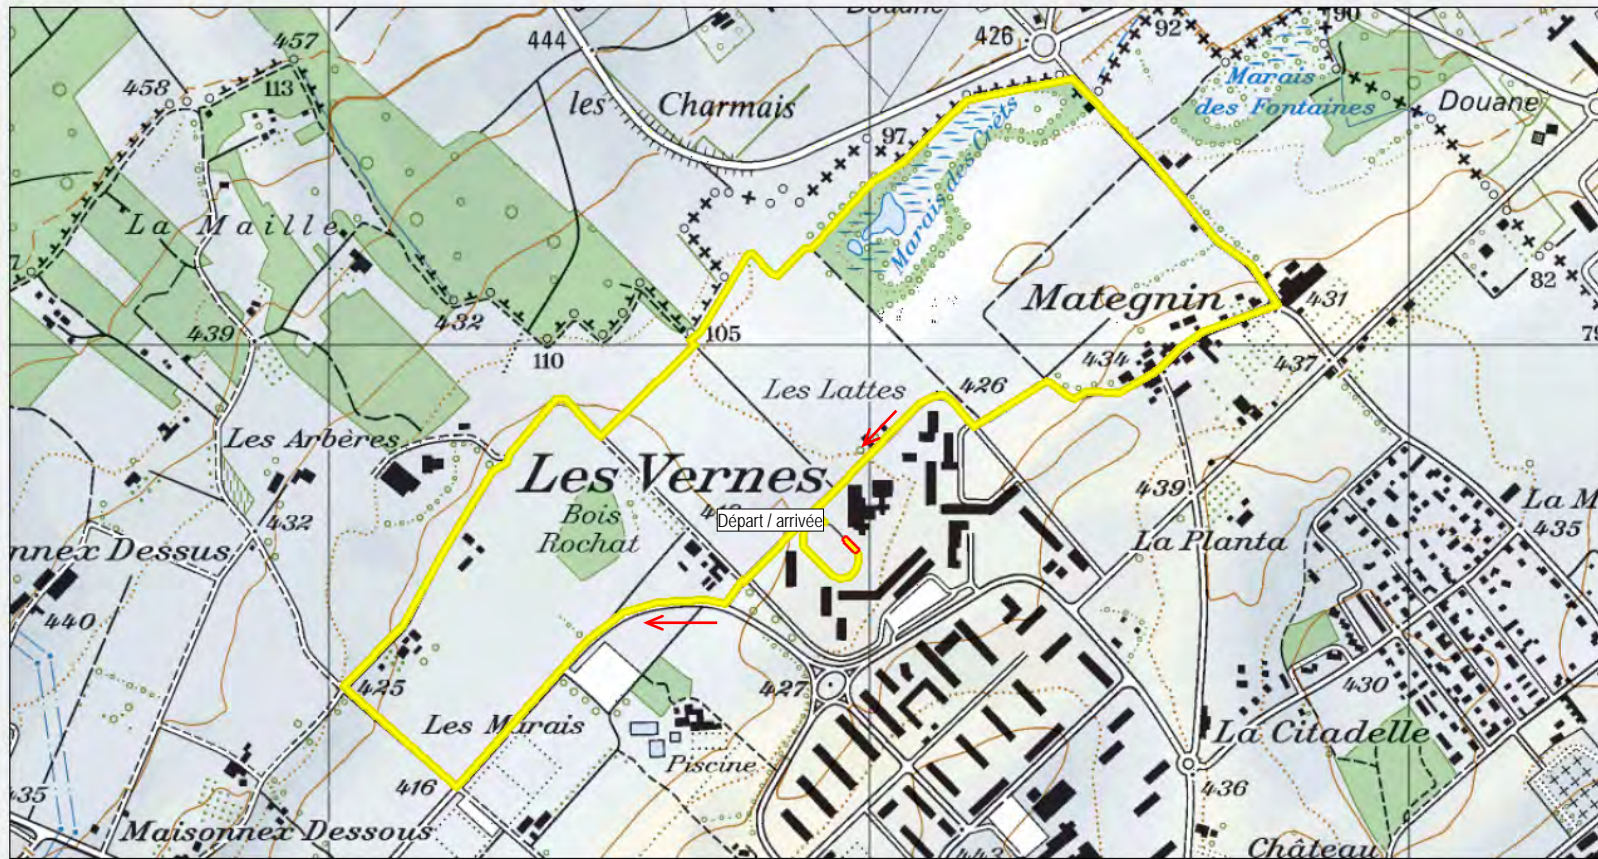 Douane
92
90
457
444
426
458
113
les Charmais
Marais
des Fontaines
Douane
97
Marais des Crêts
La Maille
7
82
Mategnin
431
432
439
105
79
110
434
437
Les Lattes
426
Les Arbères
Les Vernes
439
La M
435
Départ / arrivée
Bois
Rochat
432
nnex Dessus
La Planta
440
425
427
430
Les Marais
La Citadelle
Piscine
416
436
435
Maisonnex Dessous
443
Château